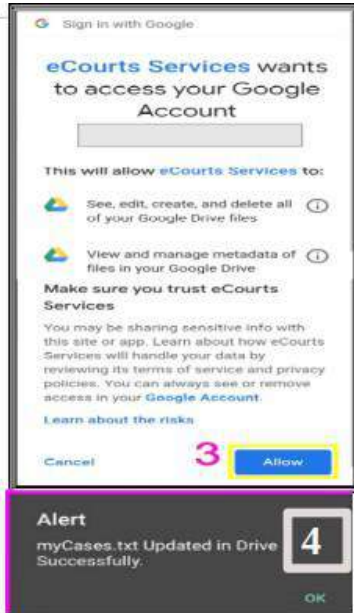 Sign in with Google
eCourts Services wants
to access your Google
Account
This will allow eCourts Services to:
See, edit, create, and delete all
of your Google Drive files
View and manage metadata of
files in your Google Drive
Make sure you trust eCourts
Services
You may be sharing sensitive info with
this site or app. Learn about how eCourts
Services will handle your data by
reviewing its terms of service and privacy
policies. You can always see or remove
access in your Google Account.
Learn about the risks
Cancel 3 Allow
Alert
myCases.txt Updated in Drive 4
Successfully.
OK